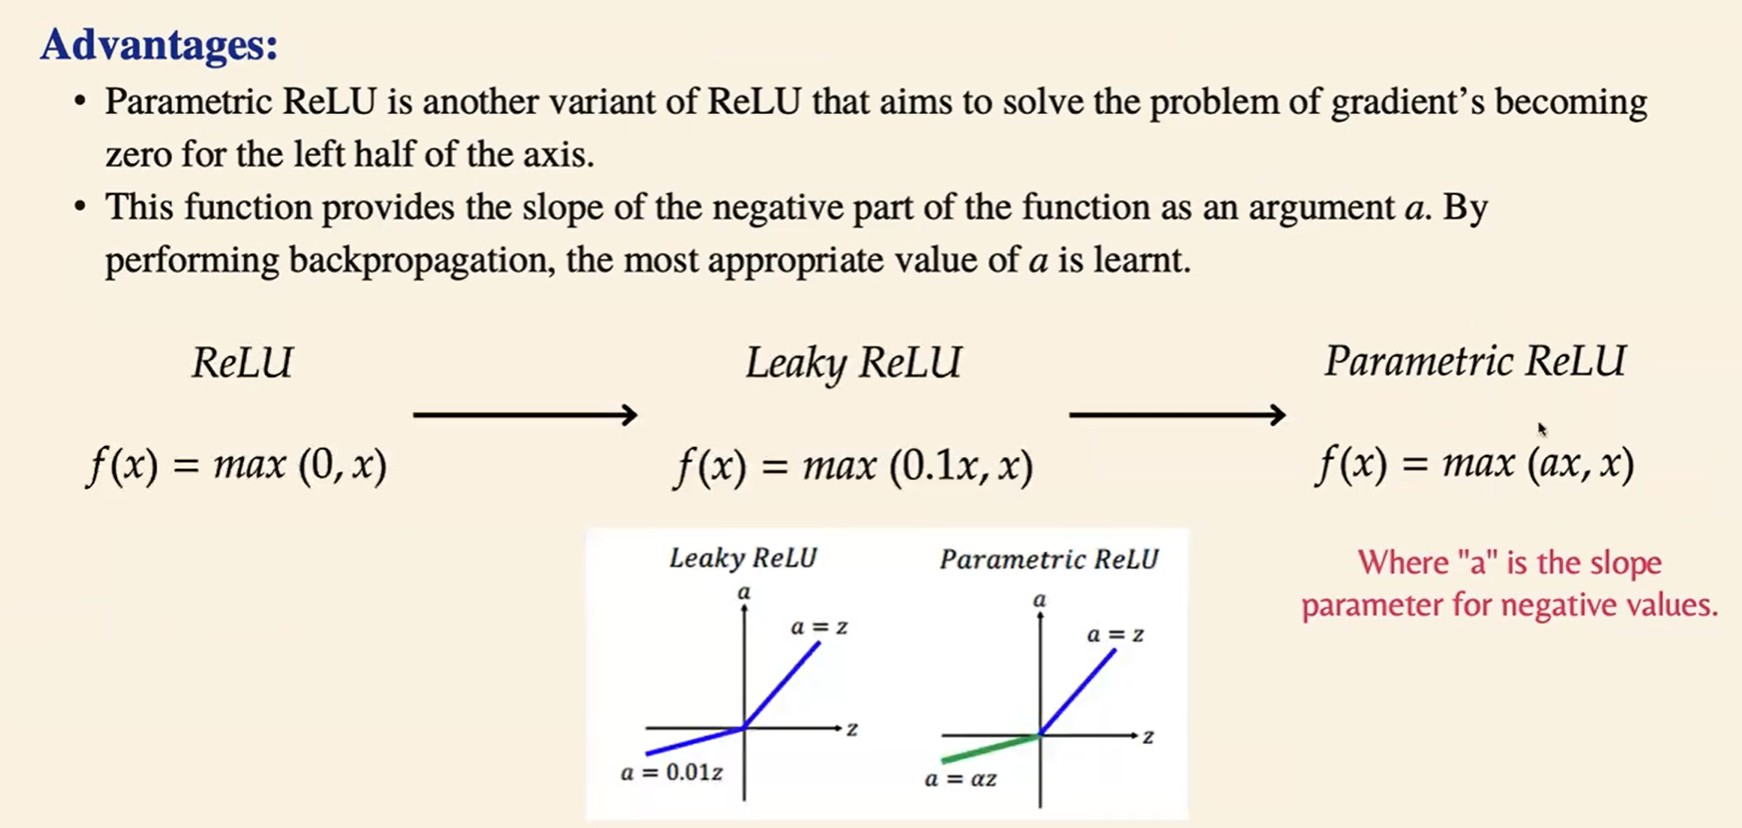 Advantages:
• Parametric ReLU is another variant of ReLU that aims to solve the problem of gradient’s becoming
zero for the left half of the axis.
• This function provides the slope of the negative part of the function as an argument a. By
performing backpropagation, the most appropriate value of a is learnt.
ReLU
Leaky ReLU
Parametric ReLU
f(x) = max (0, x)
f(x) = max (0.1x, x)
f(x) = max (ax, x)
Where "a" is the slope
parameter for negative values.
Leaky ReLU
a
a = z
z
a = 0.01z
Parametric ReLU
a
a = z
z
a = αz